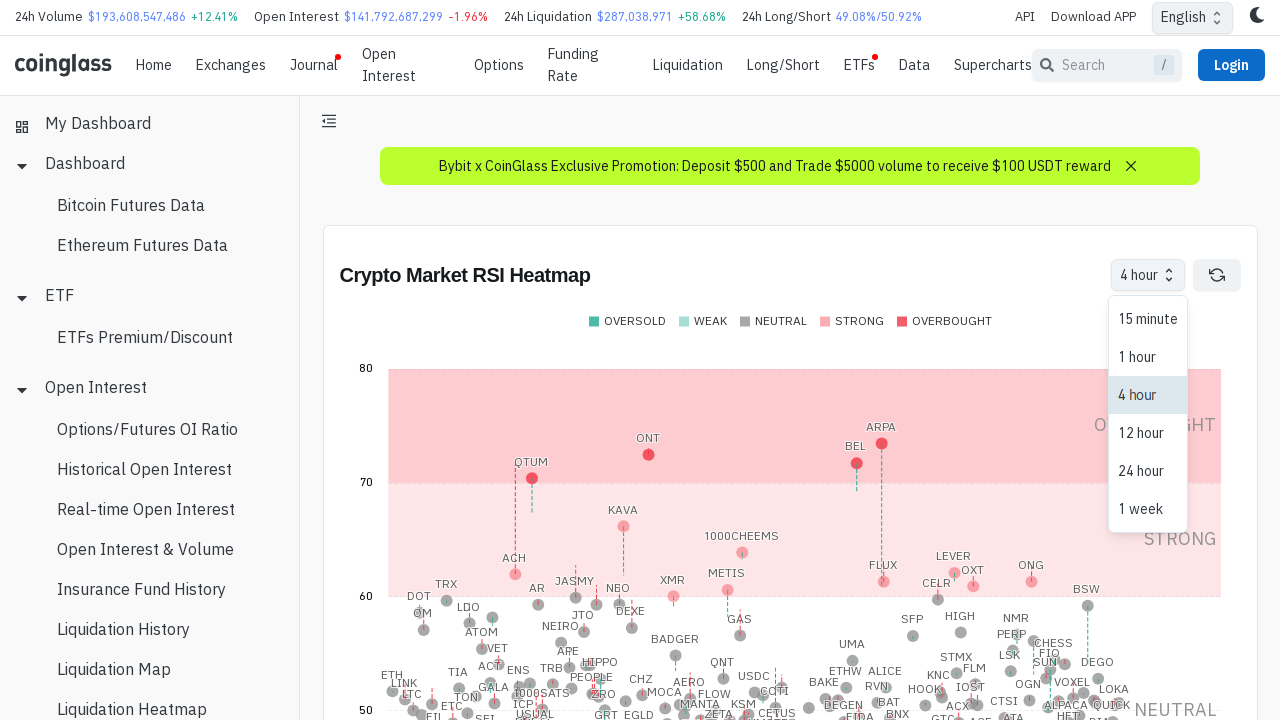 24h Volume $193,608,547,486 +12.41% Open Interest $141,792,687,299 -1.96% 24h Liquidation $287,038,971 +58.68% 24h Long/Short 49.08%/50.92% API Download APP English
coinglass Home Exchanges Journal Open Interest Options Funding Rate Liquidation Long/Short ETFs Data Supercharts Search / Login
My Dashboard
Dashboard
Bitcoin Futures Data
Ethereum Futures Data
ETF
ETFs Premium/Discount
Open Interest
Options/Futures OI Ratio
Historical Open Interest
Real-time Open Interest
Open Interest & Volume
Insurance Fund History
Liquidation History
Liquidation Map
Liquidation Heatmap
Bybit x CoinGlass Exclusive Promotion: Deposit $500 and Trade $5000 volume to receive $100 USDT reward
Crypto Market RSI Heatmap
4 hour
15 minute
1 hour
4 hour
12 hour
24 hour
1 week
OVERSOLD WEAK NEUTRAL STRONG OVERBOUGHT
80
ARPA
ONT
BEL
QTUM
70
KAVA
1000CHEEMS
STRONG
ACH
LEVER
FLUX
ONG
OXT
METIS
XMR
JASMY
NEO
AR
TRX
CELR
BSW
60
DOT
LDO
OM
DEXE
JTO
GAS
SFP
HIGH
NMR
NEIRO
ATOM
PERP
BADGER
UMA
CHESS
VET
APE
FIO
LSK
STMX
HIPPO
QNT
SUN
DEGO
ACT
ENS
TRB
FLM
TIA
ETH
PEOPLE
CHZ
USDC
ALICE
KNC
LINK
AERO
BAKE
RVN
OGN
VOXEL
GALA
HOOK
IOST
LOKA
LTC
TON
1000SATS
ZRO
MOCA
FLOW
COTI
ETC
ICP
MANTA
KSM
DEGEN
BAT
ACX
CTSI
ALPACA
QUICK
50
NEUTRAL
FIL
SEI
USUAL
GRT
EGLD
ZETA
CETUS
BNX
GTC
ATA